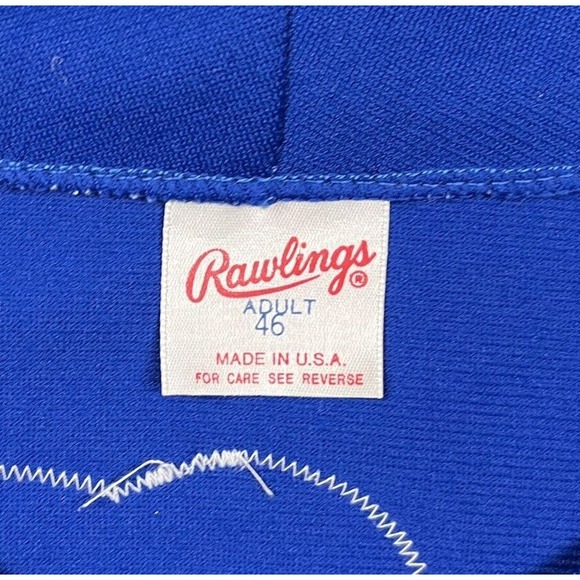 Rawlings®
ADULT
46
MADE IN U.S.A.
FOR CARE SEE REVERSE